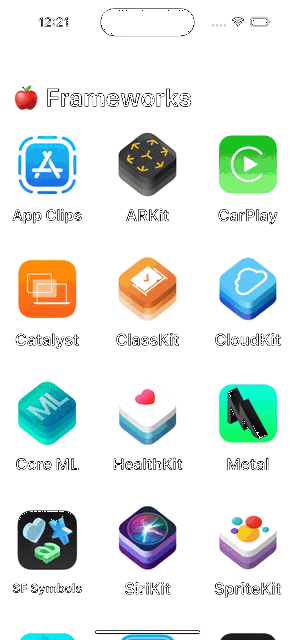 12:21
🍎 Frameworks
App Clips ARKit CarPlay
Catalyst ClassKit CloudKit
ML
Core ML HealthKit Metal
SF Symbols SiriKit SpriteKit